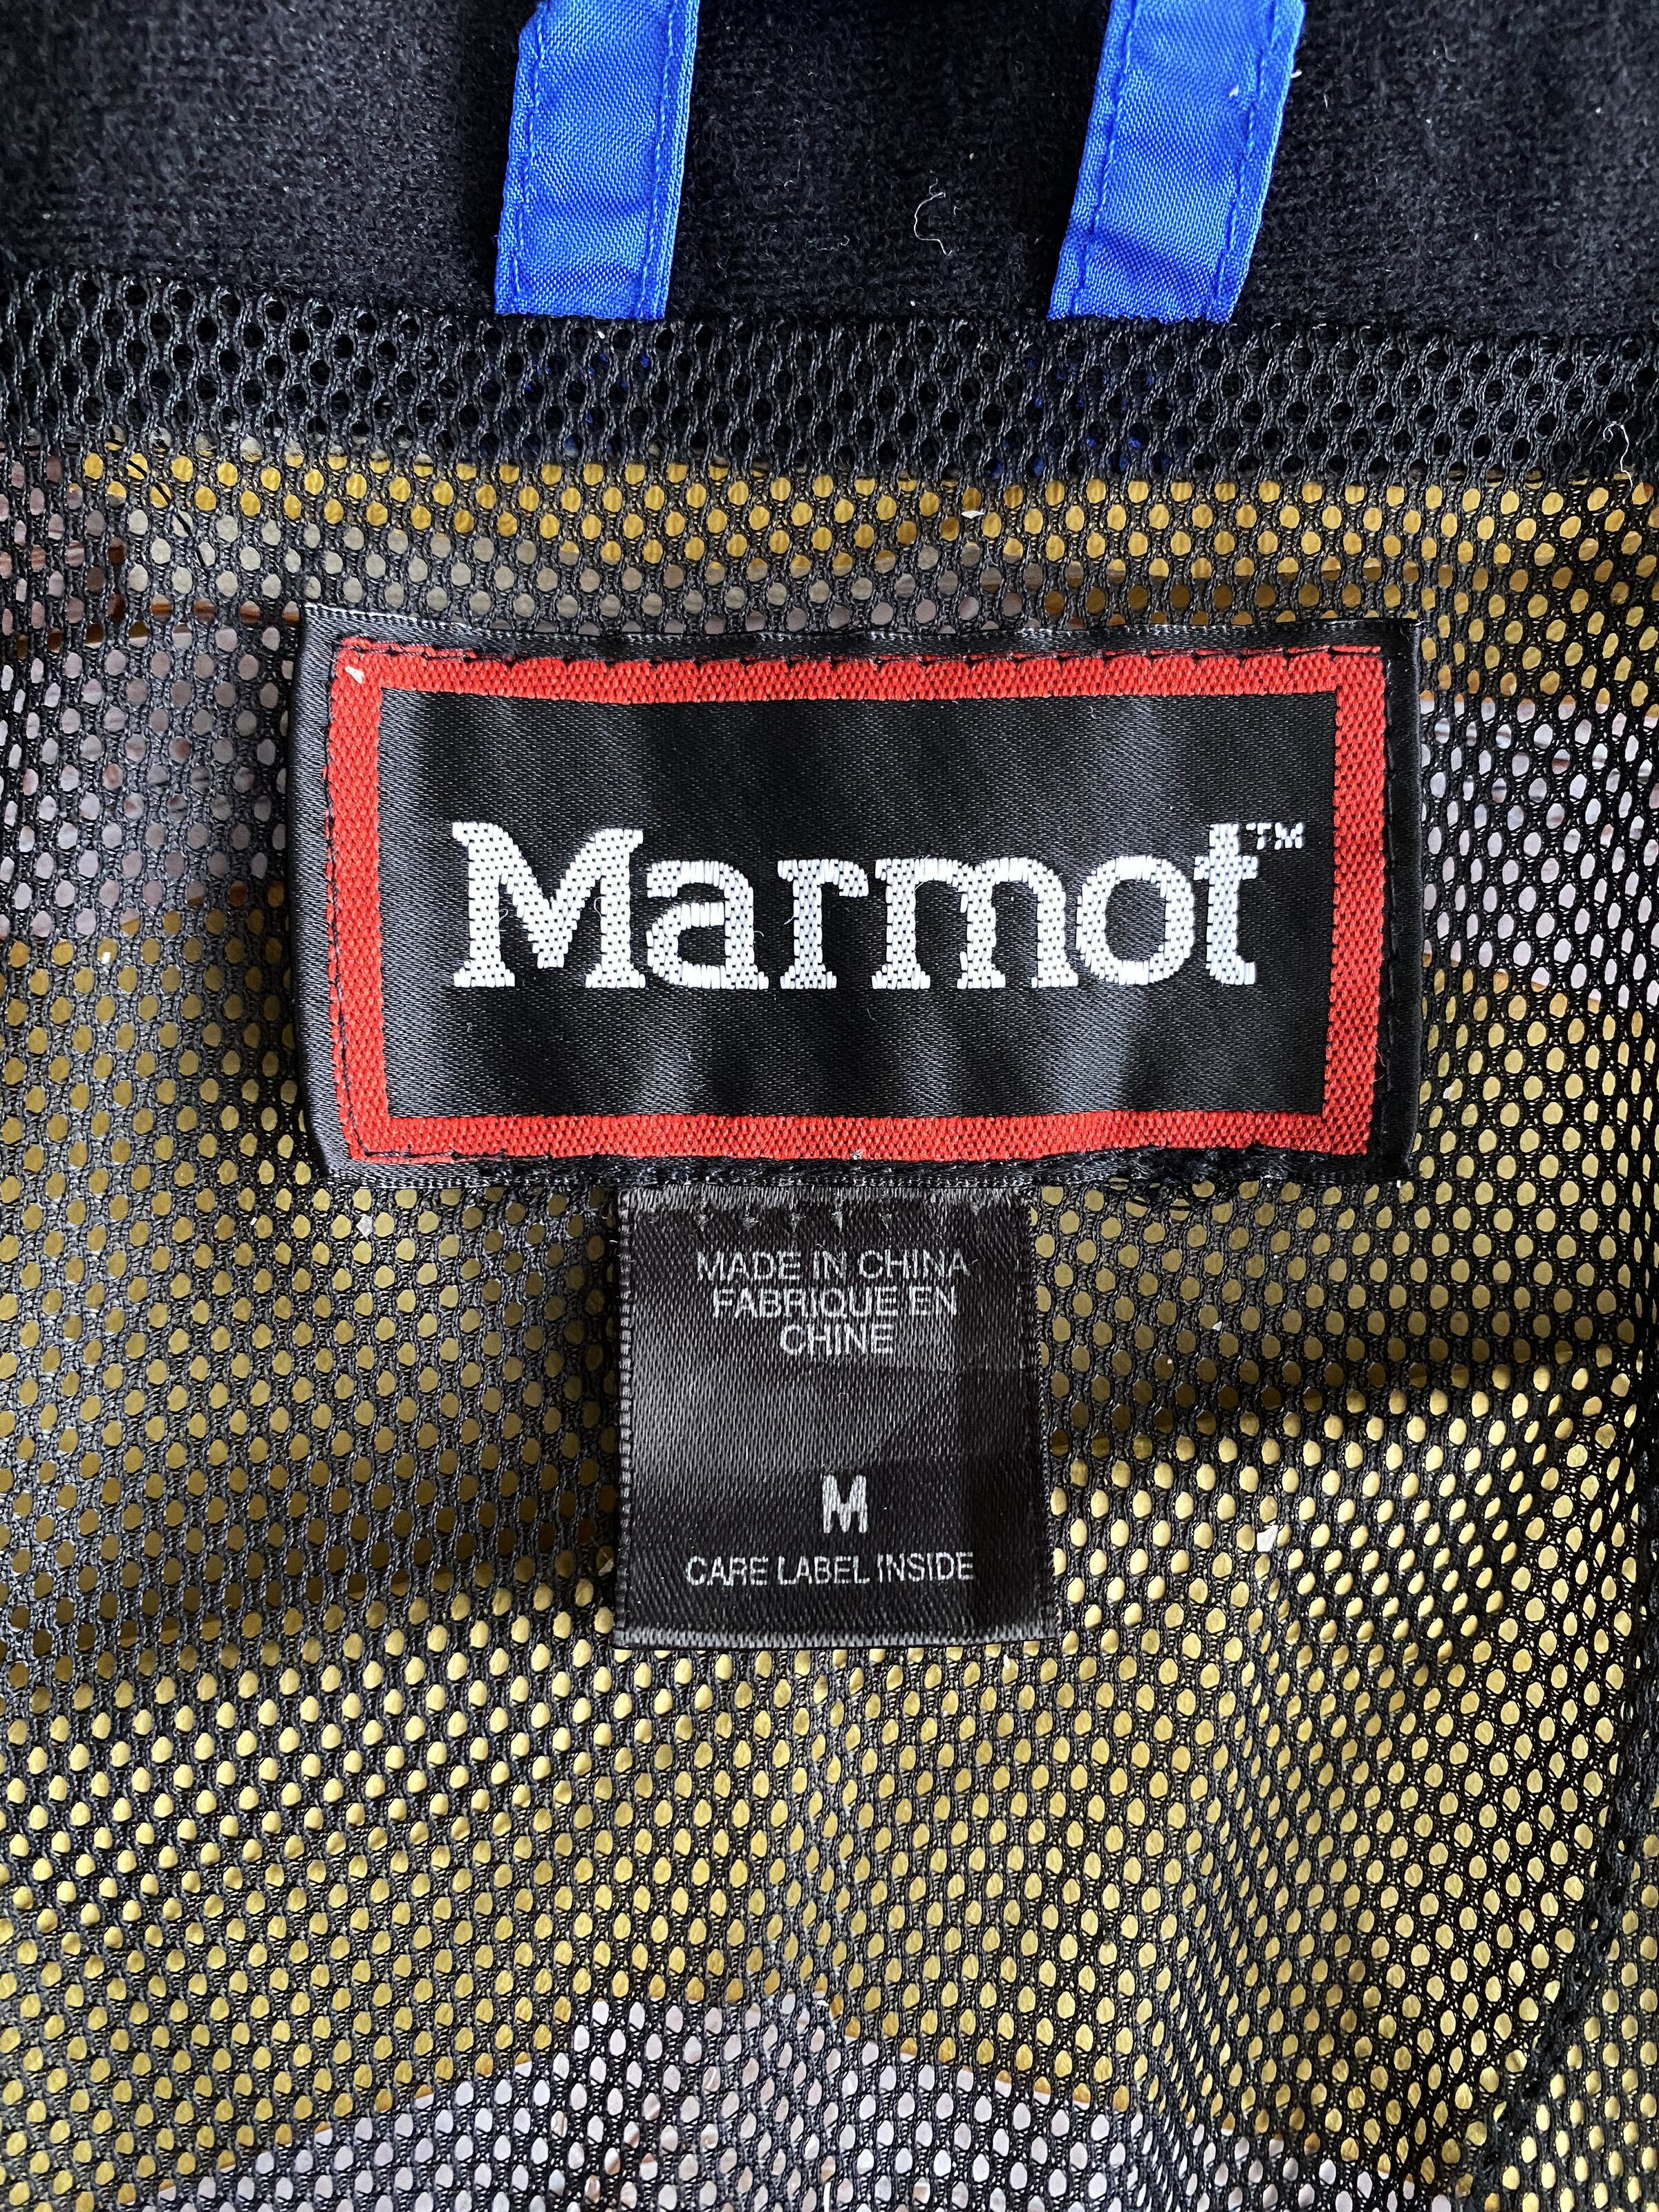 Marmot™
MADE IN CHINA
FABRIQUE EN
CHINE
M
CARE LABEL INSIDE